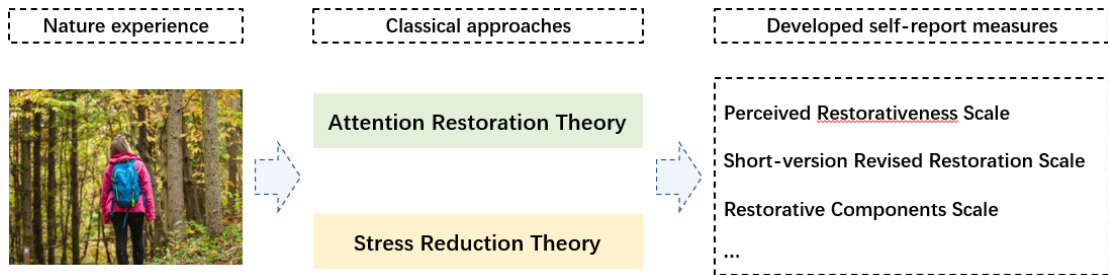 Nature experience
Classical approaches
Developed self-report measures
Attention Restoration Theory
Stress Reduction Theory
Perceived Restorativeness Scale
Short-version Revised Restoration Scale
Restorative Components Scale
...